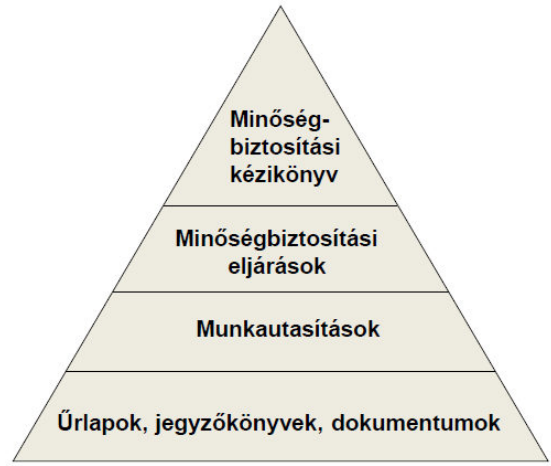 Minőség-
biztosítási
kézikönyv
Minőségbiztosítási
eljárások
Munkautasítások
Űrlapok, jegyzőkönyvek, dokumentumok